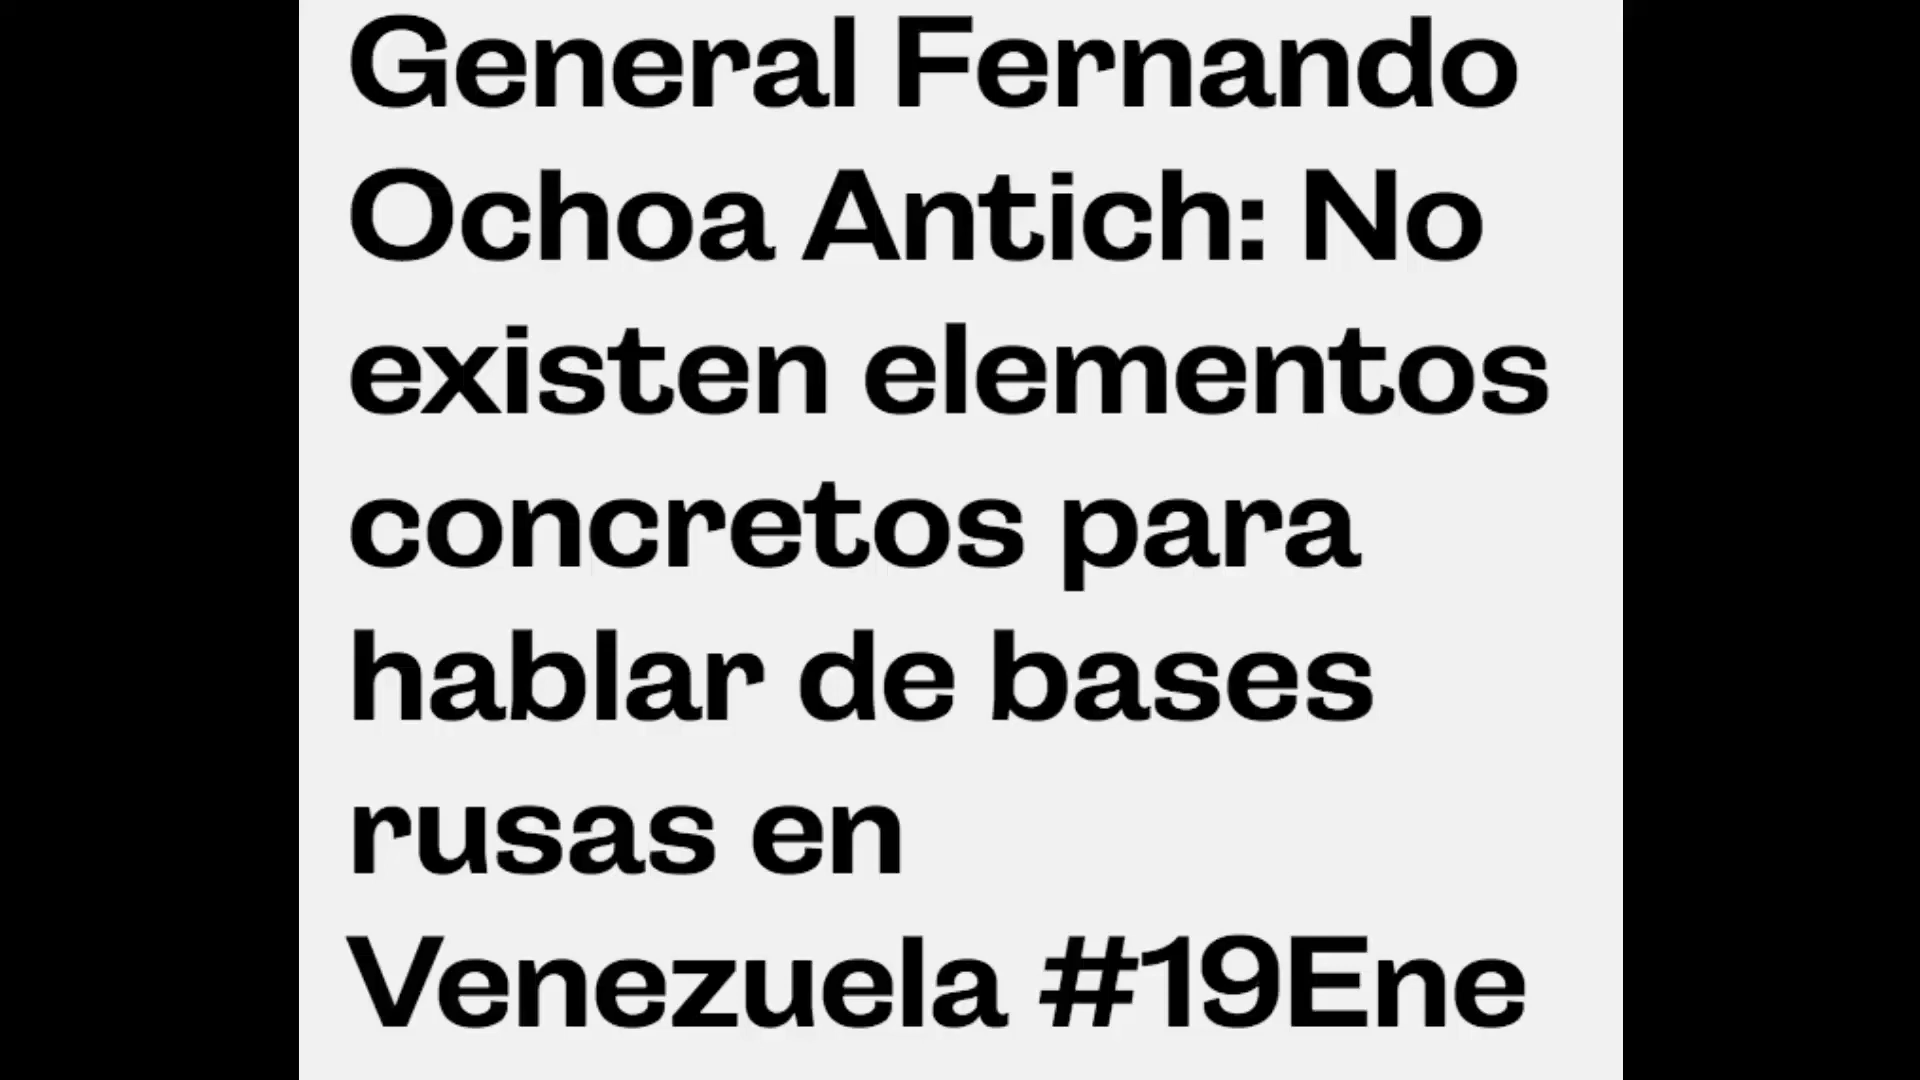 General Fernando
Ochoa Antich: No
existen elementos
concretos para
hablar de bases
rusas en
Venezuela #19Ene